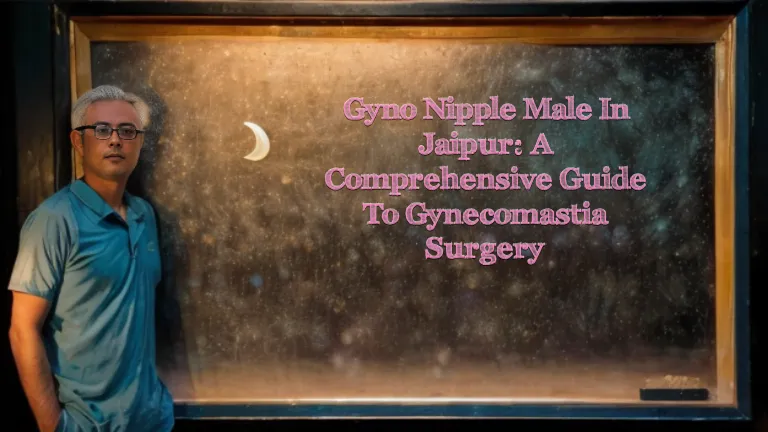 Gyno Nipple Male In
Jaipur: A
Comprehensive Guide
To Gynecomastia
Surgery